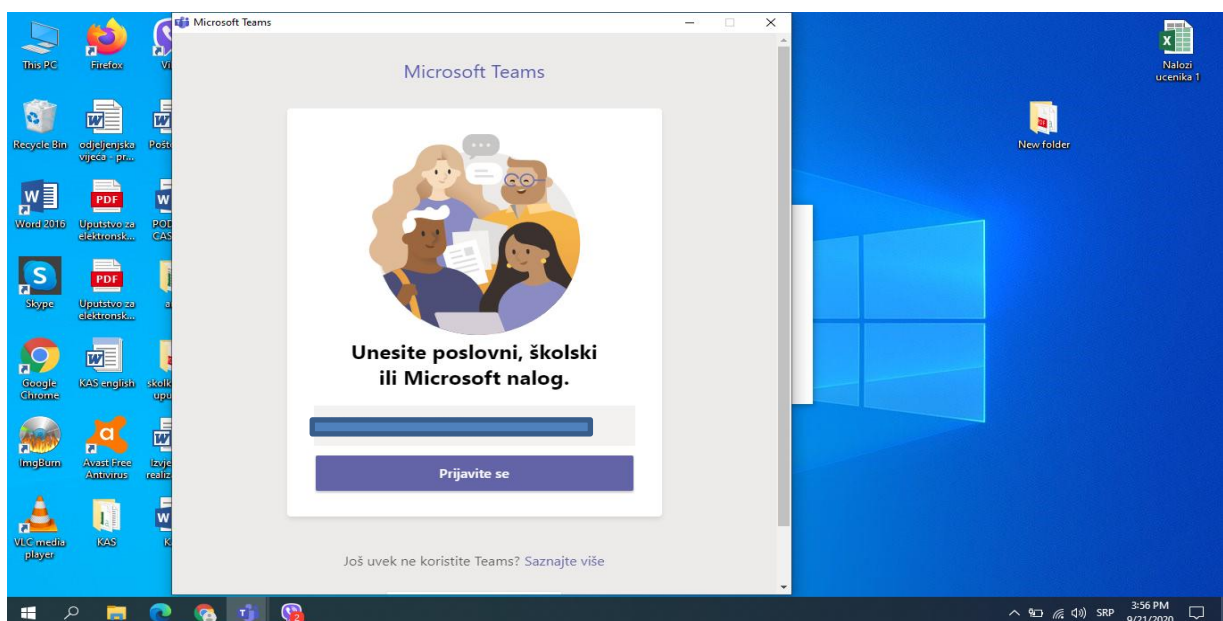 Microsoft Teams
Microsoft Teams
Unesite poslovni, školski
ili Microsoft nalog.
Prijavite se
Još uvek ne koristite Teams? Saznajte više
This PC
Firefox
Recycle Bin
odjeljenjska
vijeća - pr...
Word 2016
Uputstvo za
elektronsk...
Skype
Uputstvo za
elektronsk...
Google
Chrome
KAS english
ImgBurn
Avast Free
Antivirus
VLC media
player
KAS
Nalozi
ucenika 1
New folder
SRP
3:56 PM
9/21/2020